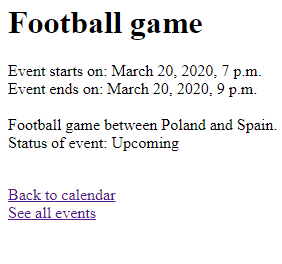 Football game
Event starts on: March 20, 2020, 7 p.m.
Event ends on: March 20, 2020, 9 p.m.
Football game between Poland and Spain.
Status of event: Upcoming
Back to calendar
See all events